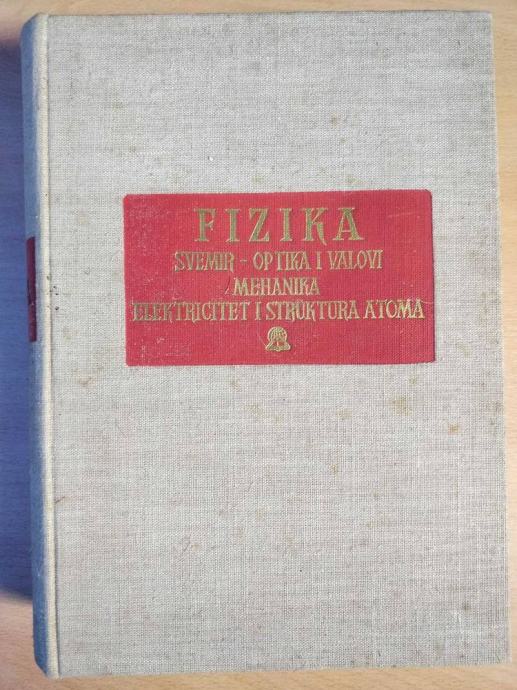 FIZIKA
SVEMIR - OPTIKA I VALOVI
MEHANIKA
ELEKTRICITET I STRUKTURA ATOMA